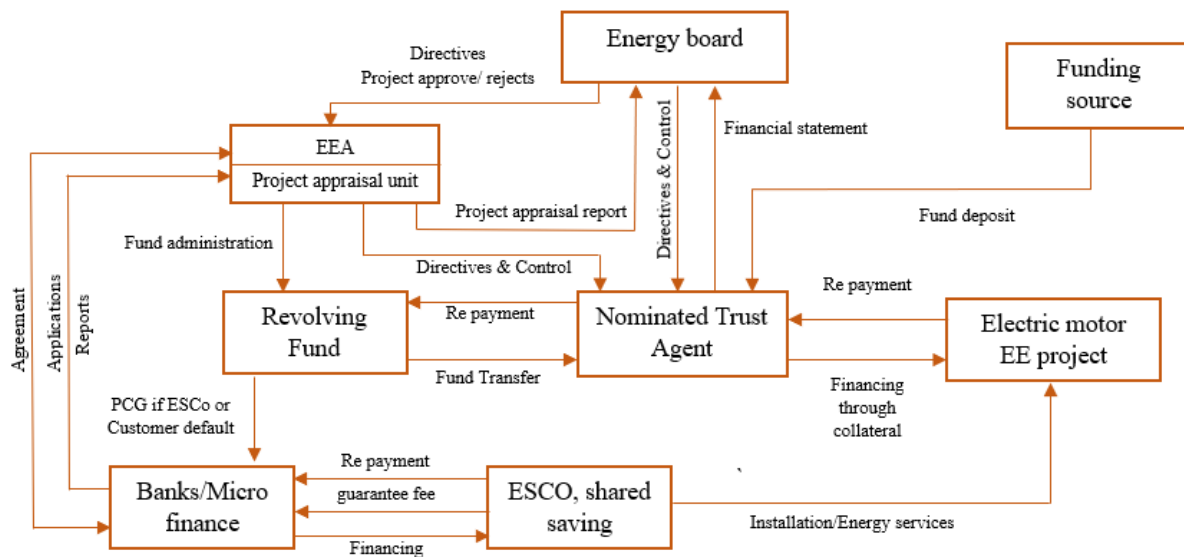 Energy board
Directives
Project approve/ rejects
Funding
source
EEA
Financial statement
Project appraisal unit
Directives & Control
Project appraisal report
Fund deposit
Fund administration
Directives & Control
Agreement
Applications
Reports
Re payment
Revolving
Fund
Re payment
Nominated Trust
Agent
Electric motor
EE project
Fund Transfer
Financing
through
collateral
PCG if ESCo or
Customer default
Re payment
Banks/Micro
finance
guarantee fee
ESCO, shared
saving
Installation/Energy services
Financing